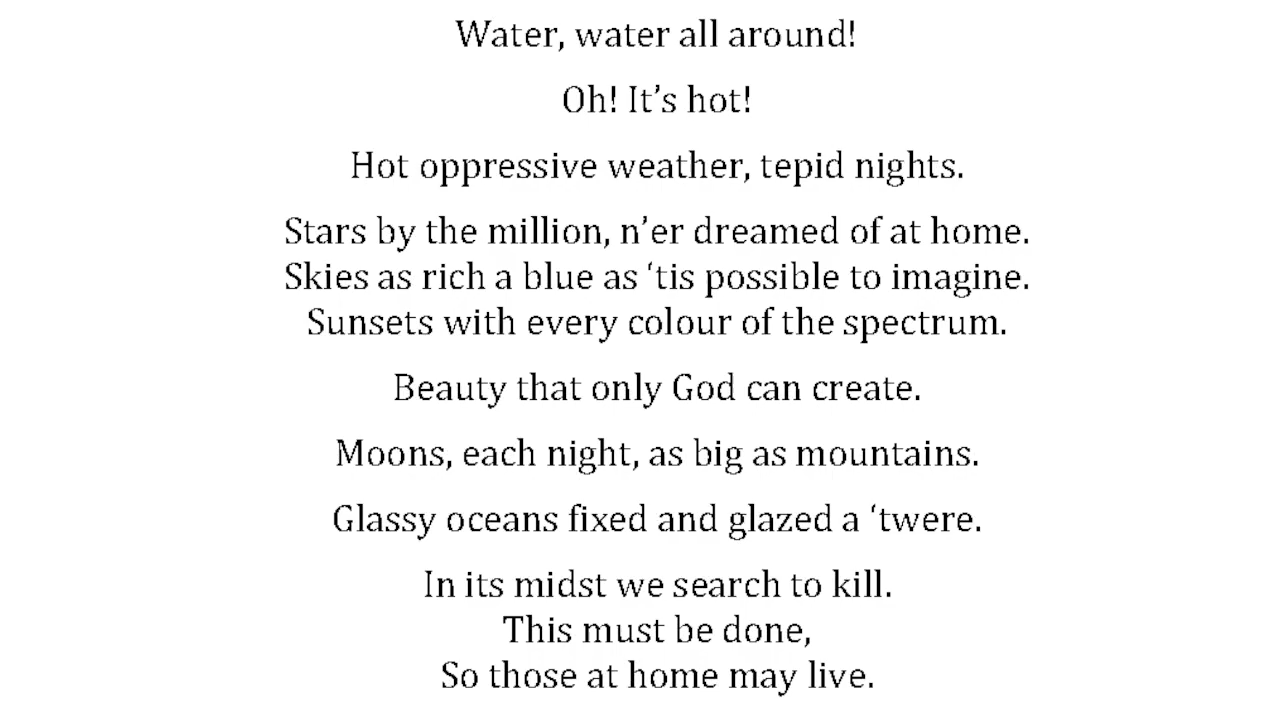 Water, water all around!
Oh! It’s hot!
Hot oppressive weather, tepid nights.
Stars by the million, n’er dreamed of at home.
Skies as rich a blue as ‘tis possible to imagine.
Sunsets with every colour of the spectrum.
Beauty that only God can create.
Moons, each night, as big as mountains.
Glassy oceans fixed and glazed a ‘twere.
In its midst we search to kill.
This must be done,
So those at home may live.